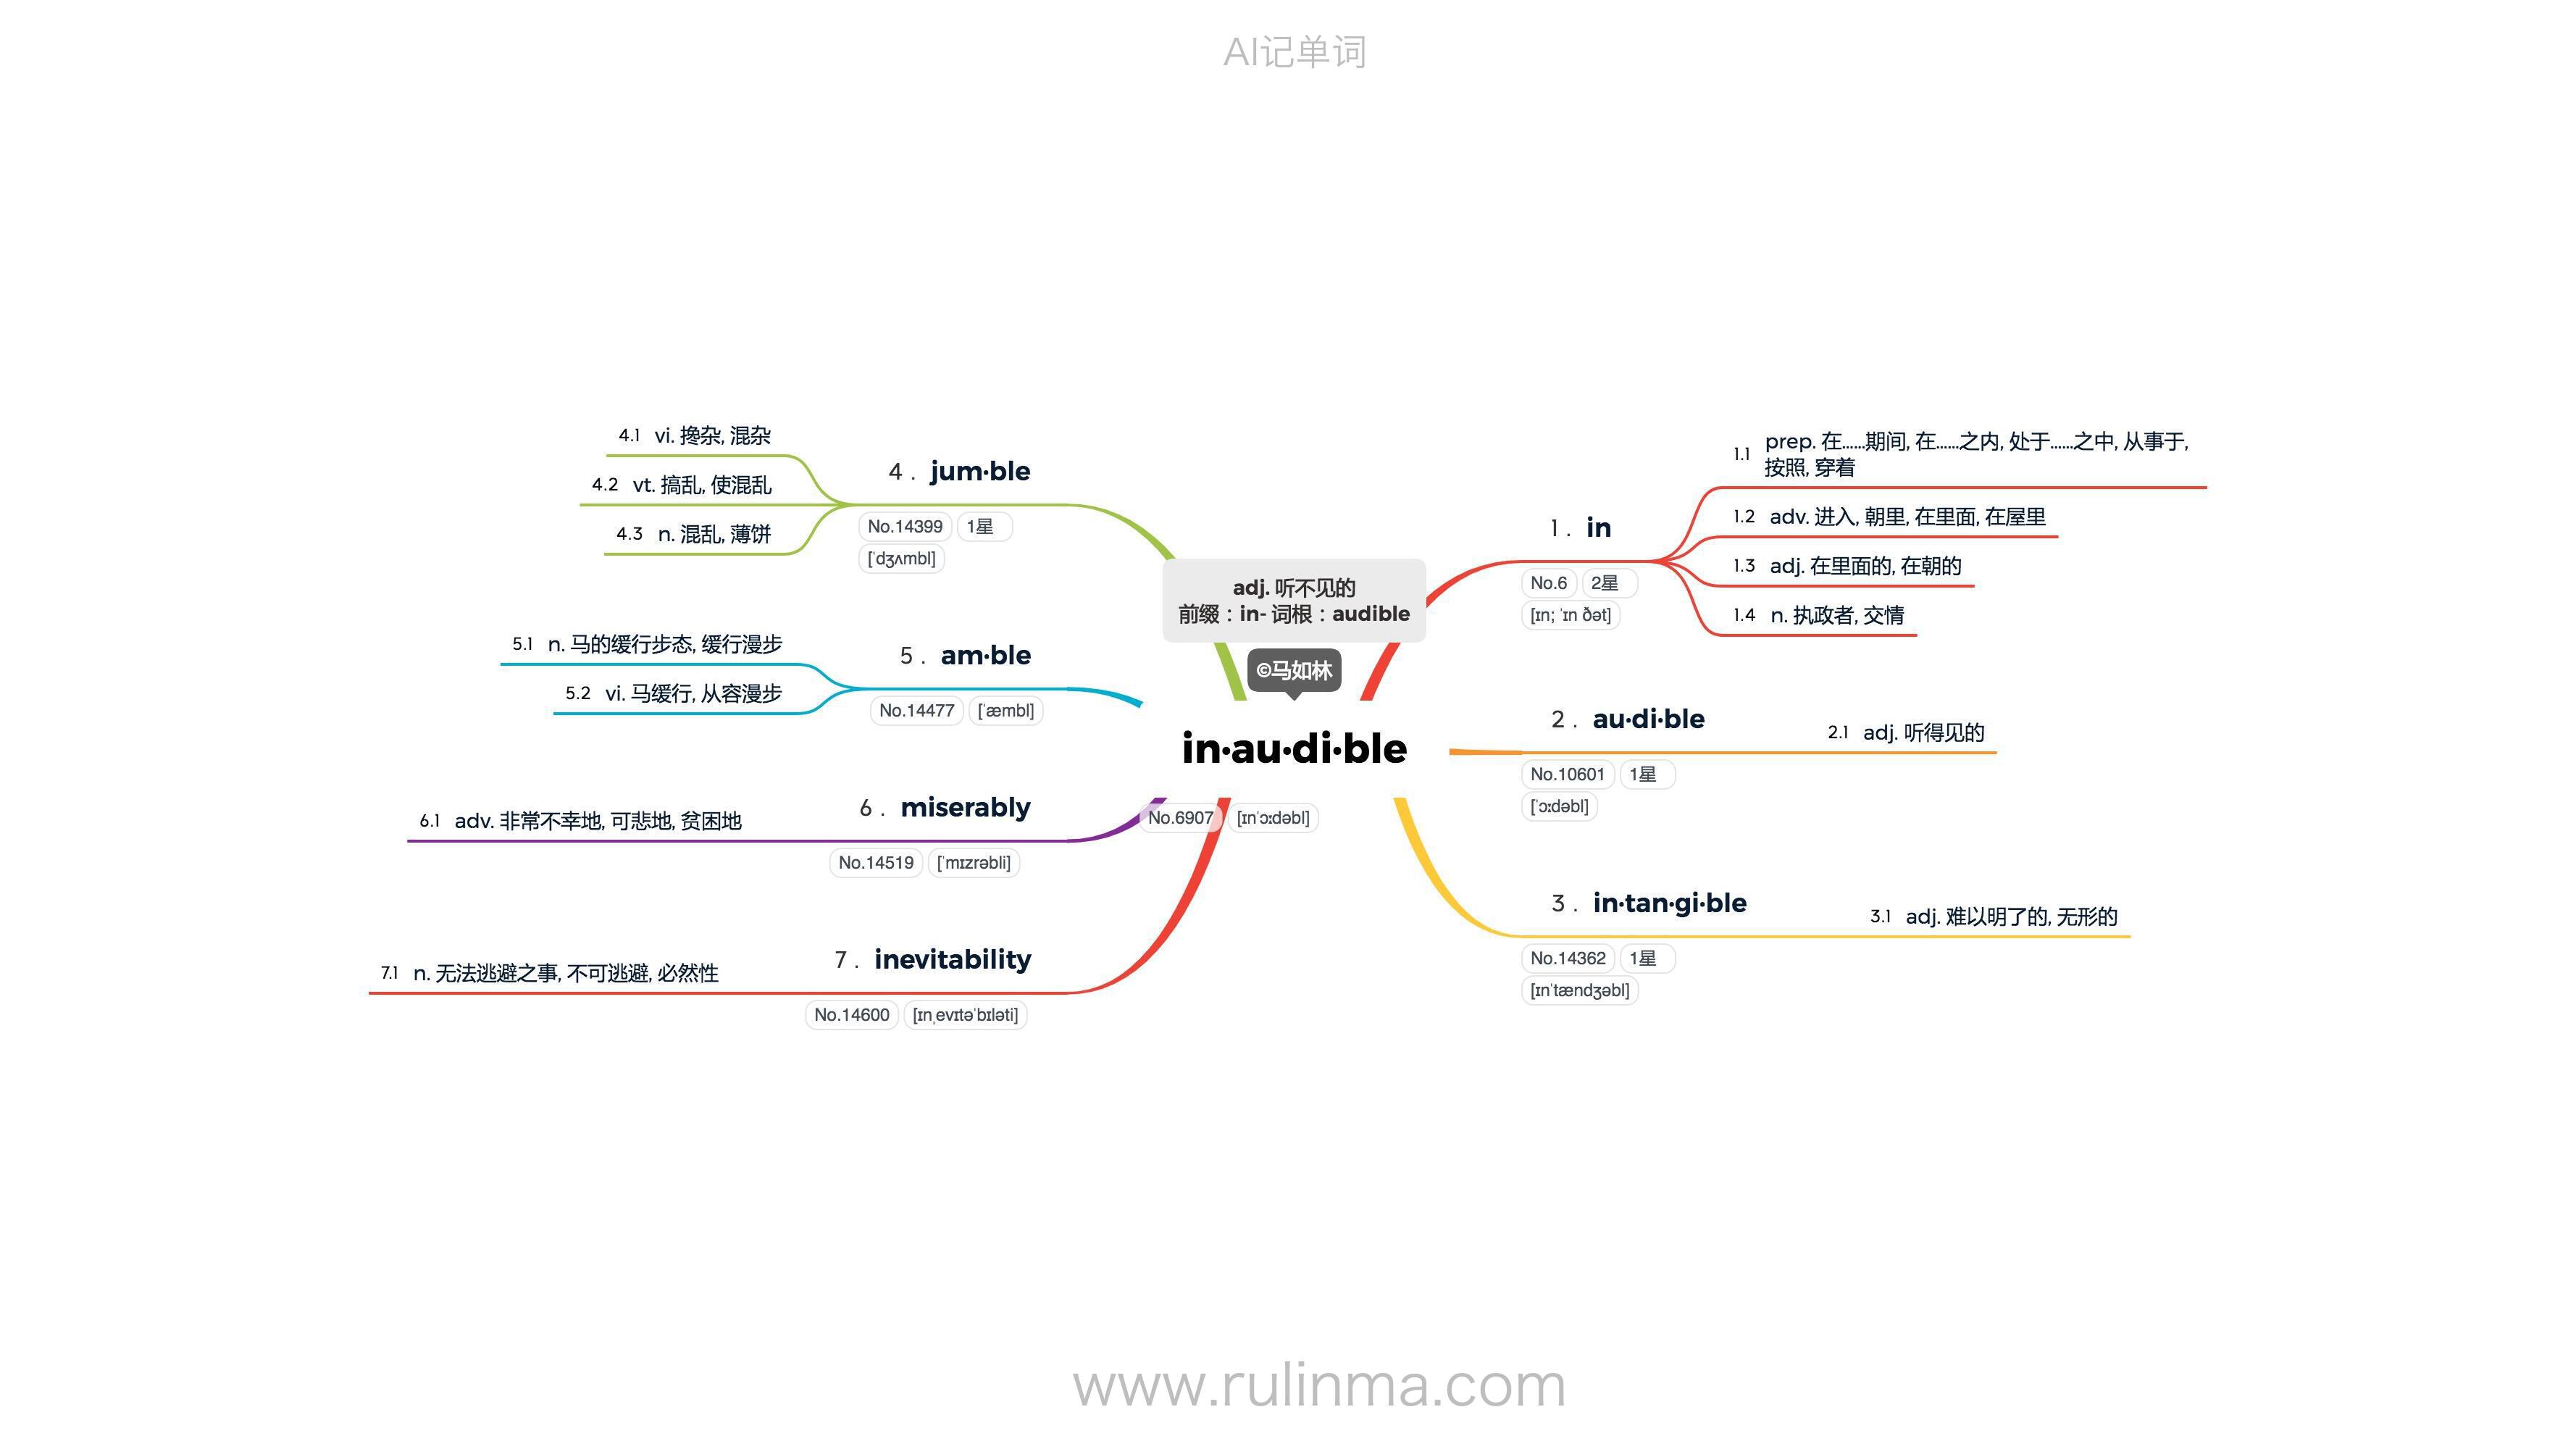 AI记单词
adj. 听不见的
前缀：in- 词根：audible
©马如林
in·au·di·ble
No.6907 [ɪnˈɔːdəbl]
1 . in
No.6 2星
[ɪn; ˈɪn ðət]
1.1 prep. 在……期间, 在……之内, 处于……之中, 从事于,
按照, 穿着
1.2 adv. 进入, 朝里, 在里面, 在屋里
1.3 adj. 在里面的, 在朝的
1.4 n. 执政者, 交情
2 . au·di·ble
No.10601 1星
[ˈɔːdəbl]
2.1 adj. 听得见的
3 . in·tan·gi·ble
No.14362 1星
[ɪnˈtændʒəbl]
3.1 adj. 难以明了的, 无形的
4 . jum·ble
No.14399 1星
[ˈdʒʌmbl]
4.1 vi. 搀杂, 混杂
4.2 vt. 搞乱, 使混乱
4.3 n. 混乱, 薄饼
5 . am·ble
No.14477 [ˈæmbl]
5.1 n. 马的缓行步态, 缓行漫步
5.2 vi. 马缓行, 从容漫步
6 . miserably
No.14519 [ˈmɪzrəbli]
6.1 adv. 非常不幸地, 可悲地, 贫困地
7 . inevitability
No.14600 [ɪnˌevɪtəˈbɪləti]
7.1 n. 无法逃避之事, 不可逃避, 必然性
www.rulinma.com